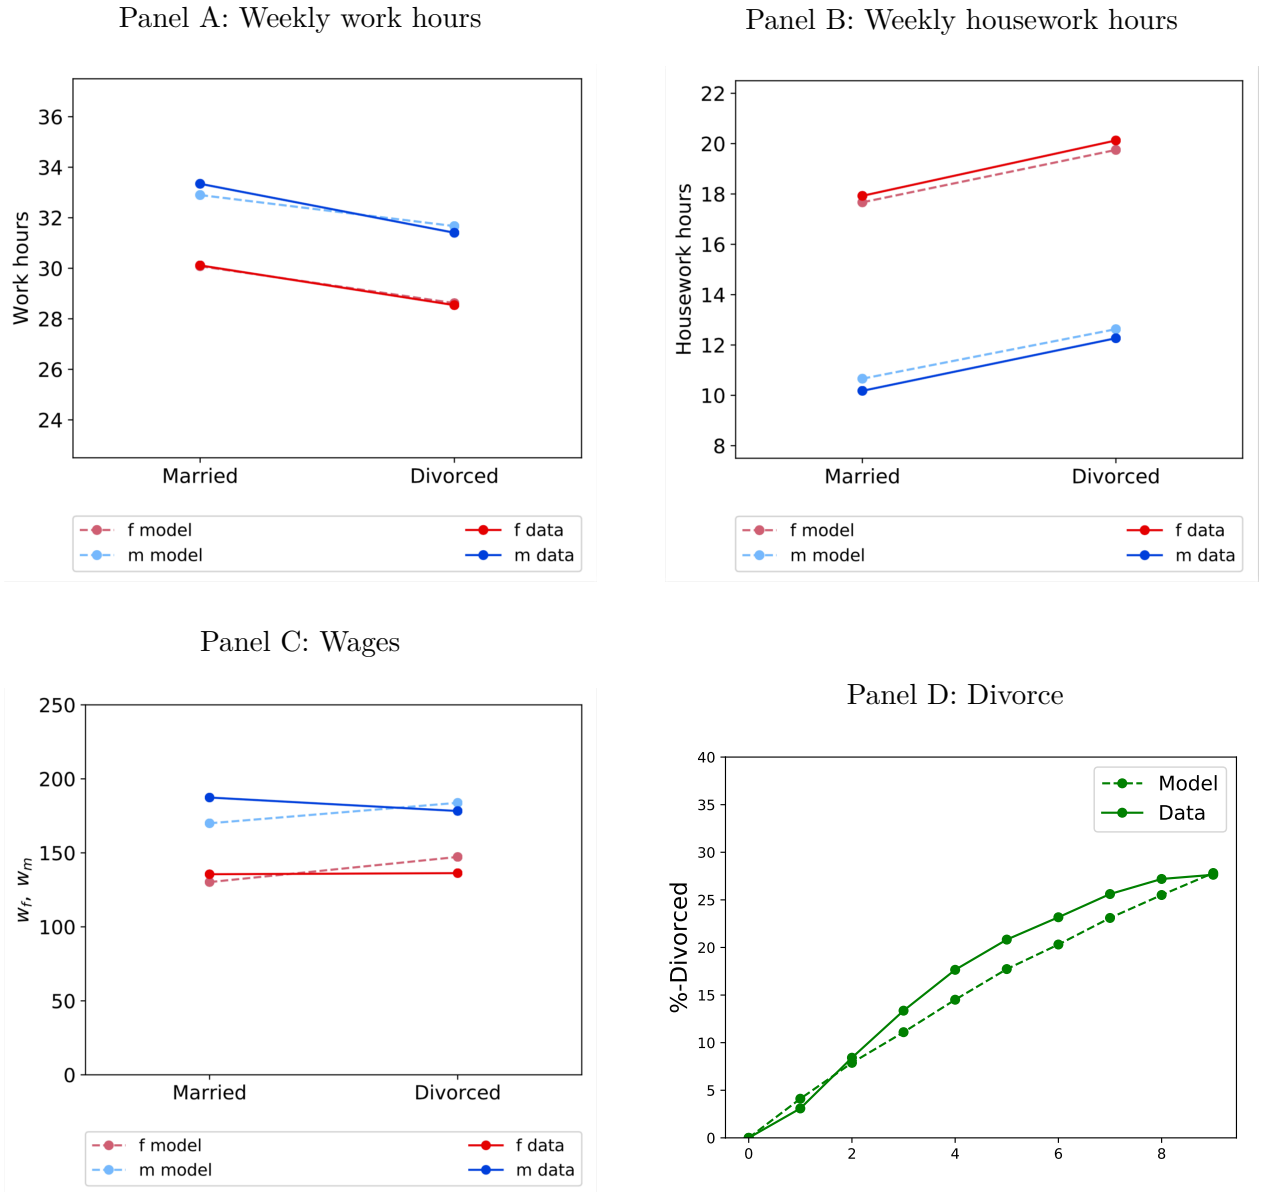 Panel A: Weekly work hours
Work hours
36
34
32
30
28
26
24
Married Divorced
f model f data
m model m data
Panel B: Weekly housework hours
Housework hours
22
20
18
16
14
12
10
8
Married Divorced
f model f data
m model m data
Panel C: Wages
w_f, w_m
250
200
150
100
50
0
Married Divorced
f model f data
m model m data
Panel D: Divorce
%-Divorced
40
35
30
25
20
15
10
5
0
0 2 4 6 8
Model
Data